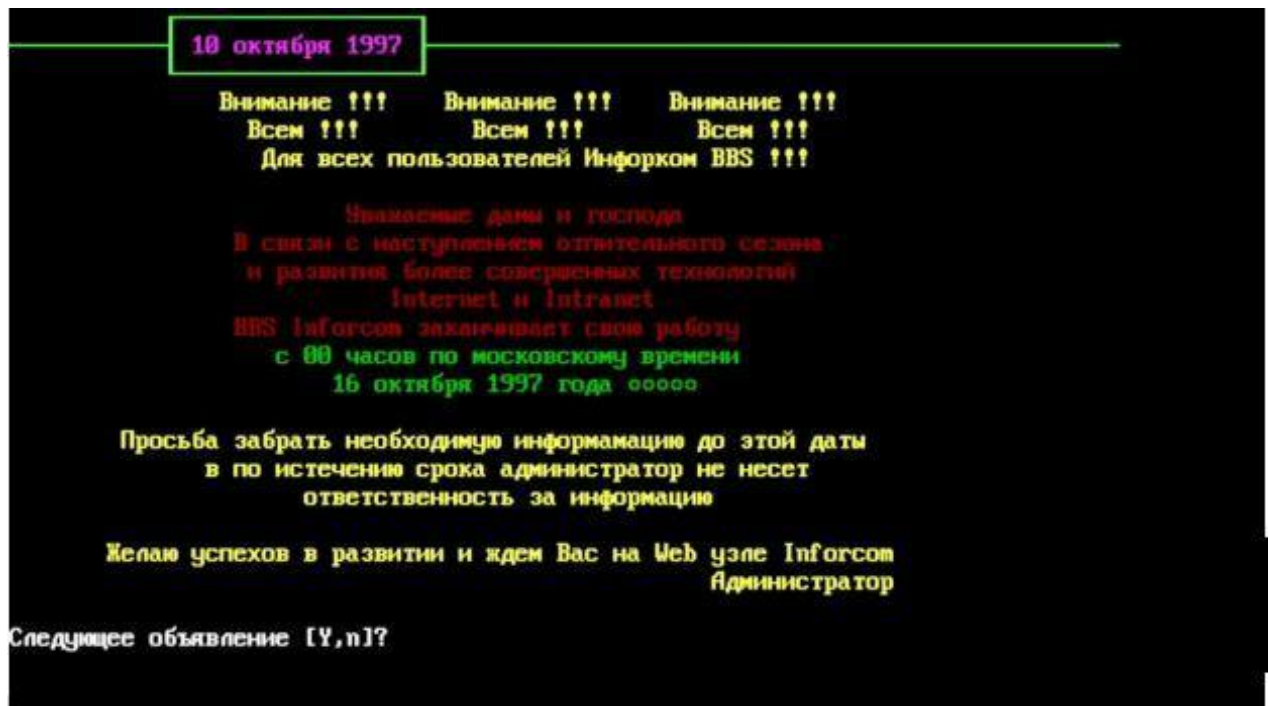 10 октября 1997
Внимание !!! Внимание !!! Внимание !!!
Всем !!! Всем !!! Всем !!!
Для всех пользователей Инфорком BBS !!!
Уважаемые дамы и господа
В связи с наступлением отпительного сезона
и развития более совершенных технологий
Internet и Intranet
BBS Inforcom заканчивает свою работу
с 00 часов по московскому времени
16 октября 1997 года ooooo
Просьба забрать необходимую информамацию до этой даты
в по истечению срока администратор не несет
ответственность за информацию
Желаю успехов в развитии и ждем Вас на Web узле Inforcom
Администратор
Следующее объявление [Y,n]?